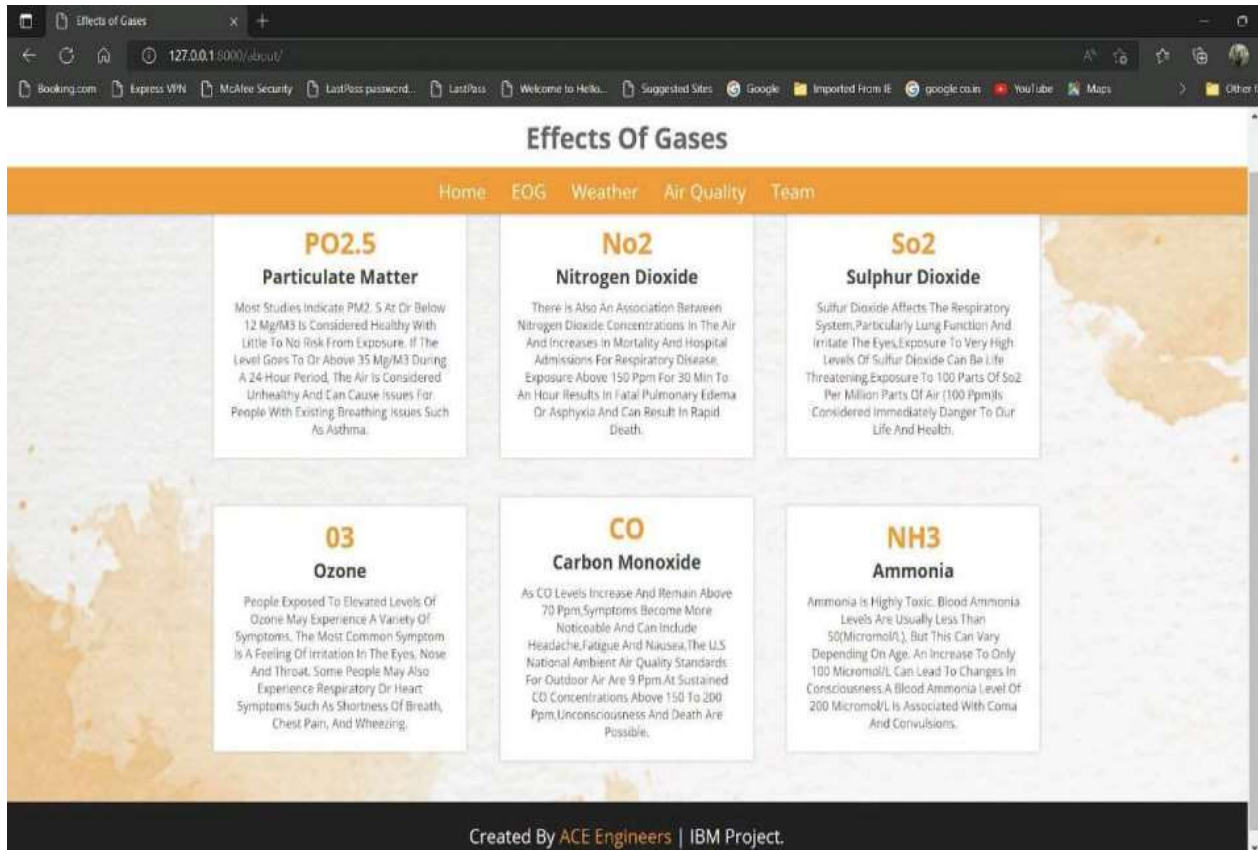 Effects of Gases
127.0.0.1:8000/about/
Booking.com Express VPN McAfee Security LastPass password... LastPass Welcome to Hello... Suggested Sites Google Imported From IE google.co.in YouTube Maps Other f
Effects Of Gases
Home EOG Weather Air Quality Team
PO2.5
Particulate Matter
Most Studies Indicate PM2. 5 At Or Below
12 Mg/M3 Is Considered Healthy With
Little To No Risk From Exposure. If The
Level Goes To Or Above 35 Mg/M3 During
A 24-Hour Period, The Air Is Considered
Unhealthy And Can Cause Issues For
People With Existing Breathing Issues Such
As Asthma.
No2
Nitrogen Dioxide
There Is Also An Association Between
Nitrogen Dioxide Concentrations In The Air
And Increases In Mortality And Hospital
Admissions For Respiratory Disease.
Exposure Above 150 Ppm For 30 Min To
An Hour Results In Fatal Pulmonary Edema
Or Asphyxia And Can Result In Rapid
Death.
So2
Sulphur Dioxide
Sulfur Dioxide Affects The Respiratory
System,Particularly Lung Function And
Irritate The Eyes,Exposure To Very High
Levels Of Sulfur Dioxide Can Be Life
Threatening.Exposure To 100 Parts Of So2
Per Million Parts Of Air (100 Ppm)Is
Considered Immediately Danger To Our
Life And Health.
03
Ozone
People Exposed To Elevated Levels Of
Ozone May Experience A Variety Of
Symptoms. The Most Common Symptom
Is A Feeling Of Irritation In The Eyes, Nose
And Throat. Some People May Also
Experience Respiratory Or Heart
Symptoms Such As Shortness Of Breath,
Chest Pain, And Wheezing.
CO
Carbon Monoxide
As CO Levels Increase And Remain Above
70 Ppm,Symptoms Become More
Noticeable And Can Include
Headache,Fatigue And Nausea,The U.S
National Ambient Air Quality Standards
For Outdoor Air Are 9 Ppm.At Sustained
CO Concentrations Above 150 To 200
Ppm,Unconsciousness And Death Are
Possible.
NH3
Ammonia
Ammonia Is Highly Toxic. Blood Ammonia
Levels Are Usually Less Than
50(Micromol/L), But This Can Vary
Depending On Age. An Increase To Only
100 Micromol/L Can Lead To Changes In
Consciousness.A Blood Ammonia Level Of
200 Micromol/L Is Associated With Coma
And Convulsions.
Created By ACE Engineers | IBM Project.